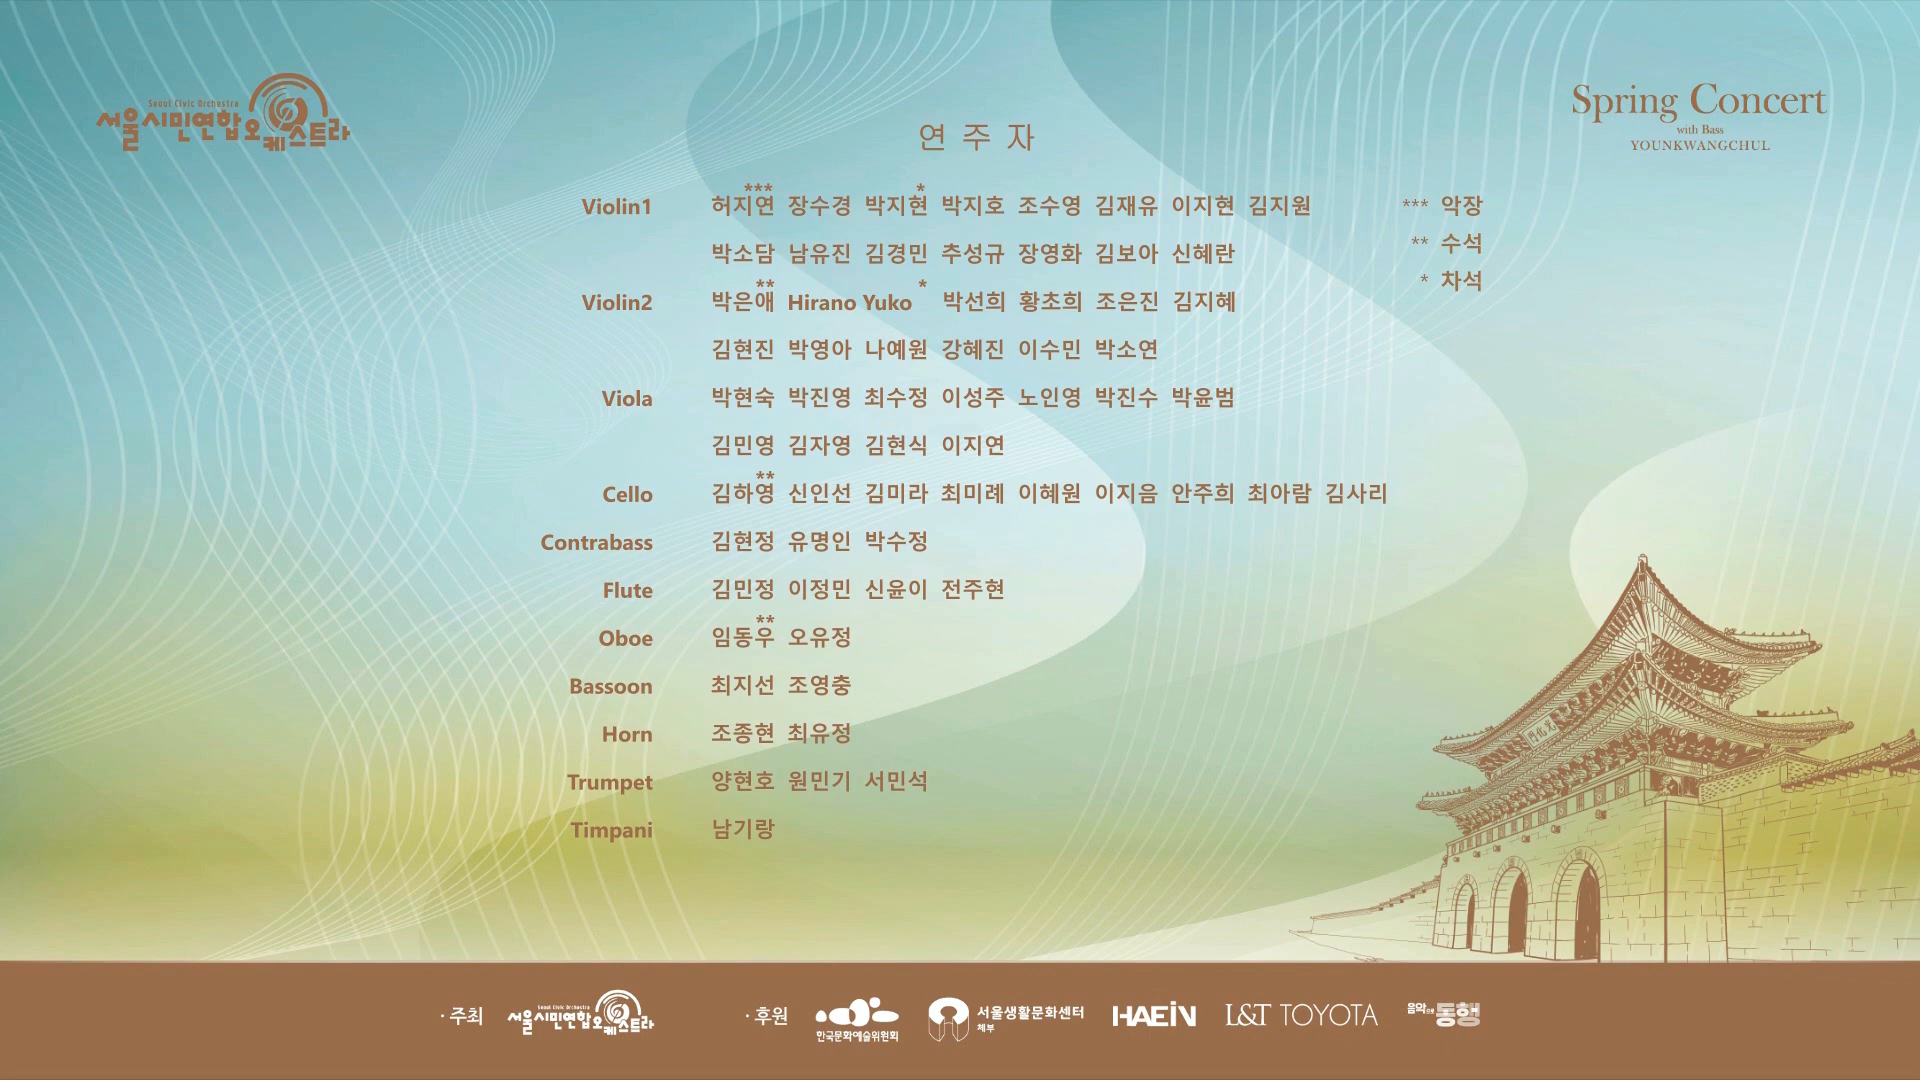 Seoul Civic Orchestra
서울시민연합오케스트라
Spring Concert
with Bass
YOUNKWANGCHUL
연 주 자
Violin1 허지연*** 장수경 박지현* 박지호 조수영 김재유 이지현 김지원
박소담 남유진 김경민 추성규 장영화 김보아 신혜란
*** 악장
** 수석
* 차석
Violin2 박은애** Hirano Yuko* 박선희 황초희 조은진 김지혜
김현진 박영아 나예원 강혜진 이수민 박소연
Viola 박현숙 박진영 최수정 이성주 노인영 박진수 박윤범
김민영 김자영 김현식 이지연
Cello 김하영** 신인선 김미라 최미례 이혜원 이지음 안주희 최아람 김사리
Contrabass 김현정 유명인 박수정
Flute 김민정 이정민 신윤이 전주현
Oboe 임동우** 오유정
Bassoon 최지선 조영충
Horn 조종현 최유정
Trumpet 양현호 원민기 서민석
Timpani 남기랑
· 주최 Seoul Civic Orchestra 서울시민연합오케스트라
· 후원 한국문화예술위원회 서울생활문화센터 체부 HAEIN L&T TOYOTA 음악으로 동행